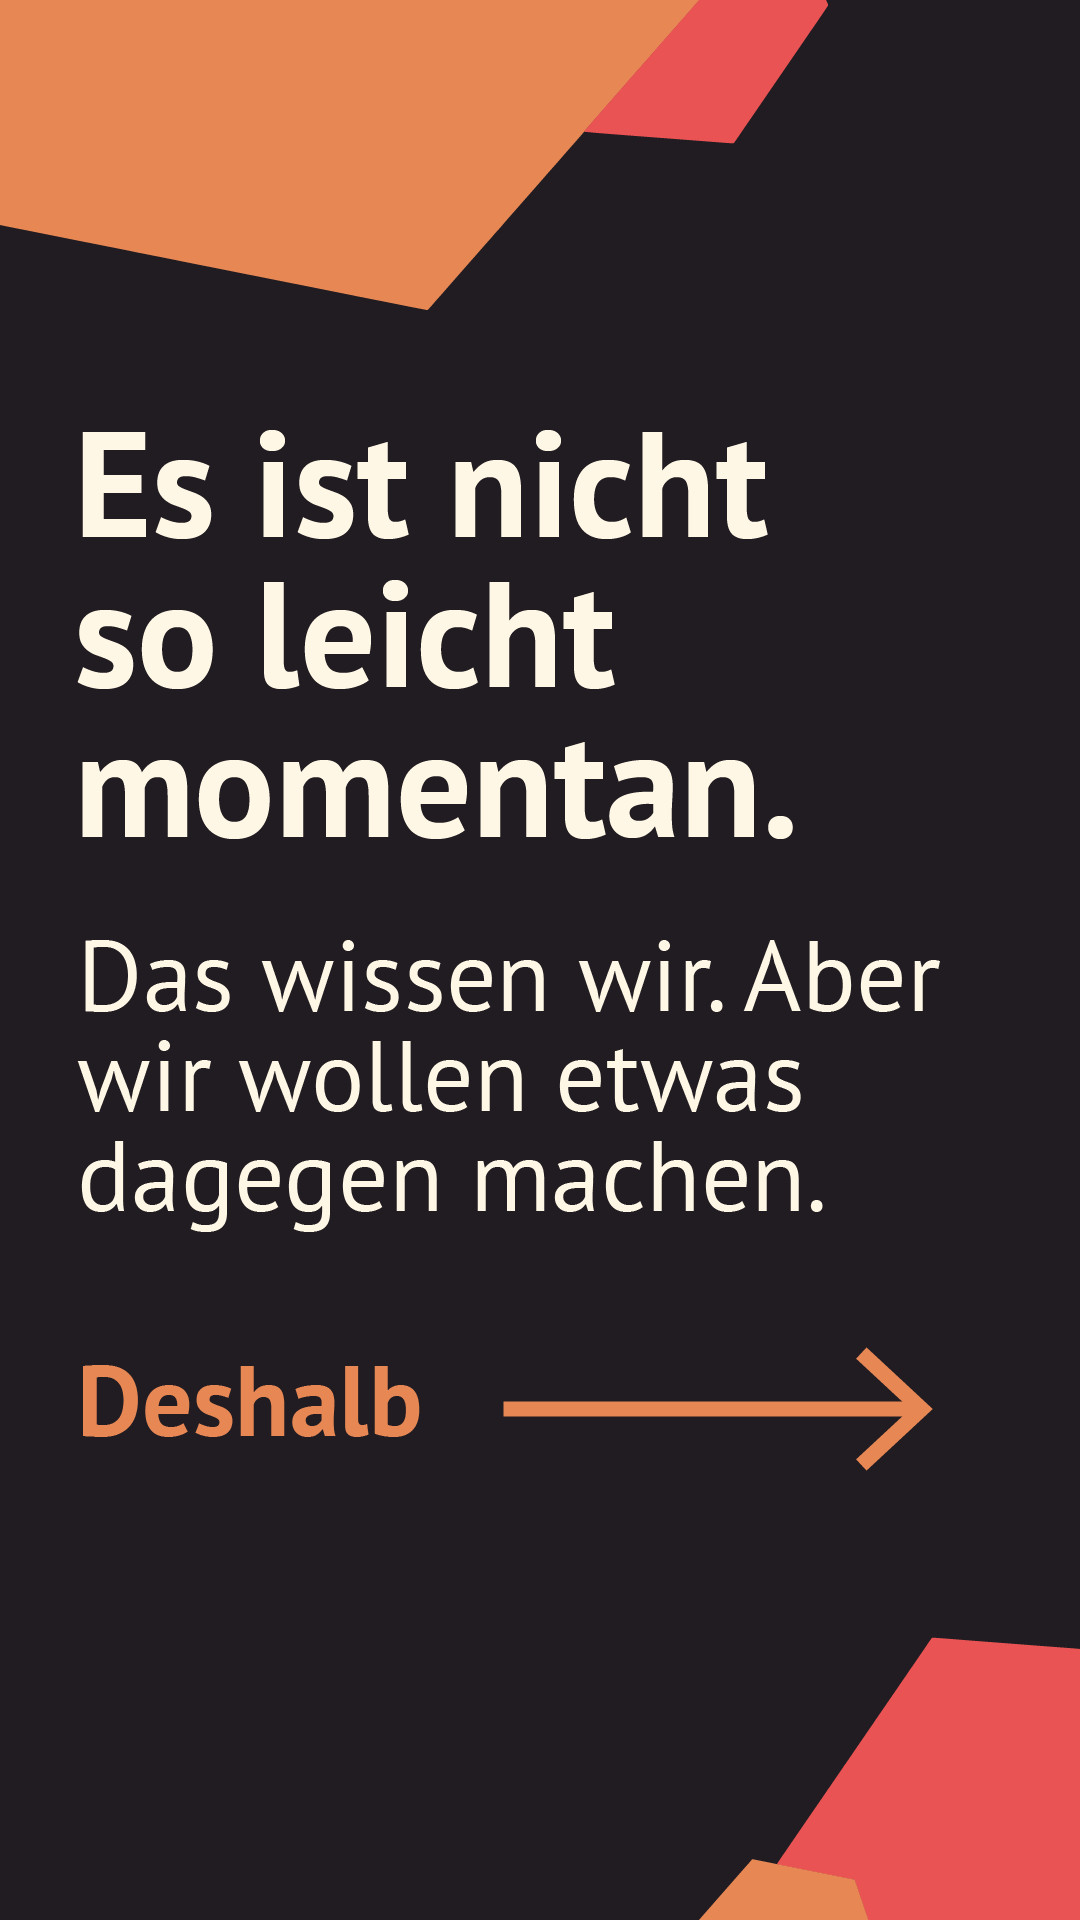 Es ist nicht
so leicht
momentan.
Das wissen wir. Aber
wir wollen etwas
dagegen machen.
Deshalb